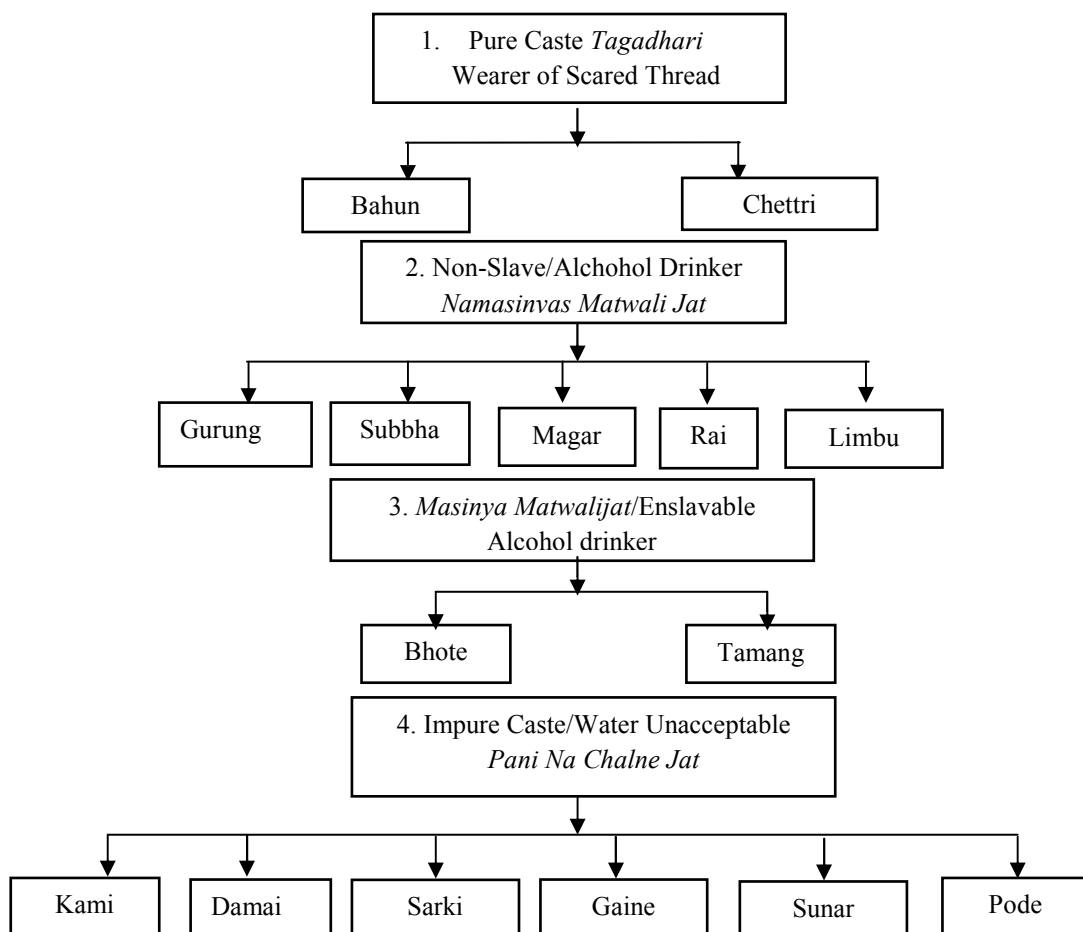 1. Pure Caste Tagadhari
Wearer of Scared Thread
Bahun
Chettri
2. Non-Slave/Alchohol Drinker
Namasinvas Matwali Jat
Gurung
Subbha
Magar
Rai
Limbu
3. Masinya Matwalijat/Enslavable
Alcohol drinker
Bhote
Tamang
4. Impure Caste/Water Unacceptable
Pani Na Chalne Jat
Kami
Damai
Sarki
Gaine
Sunar
Pode